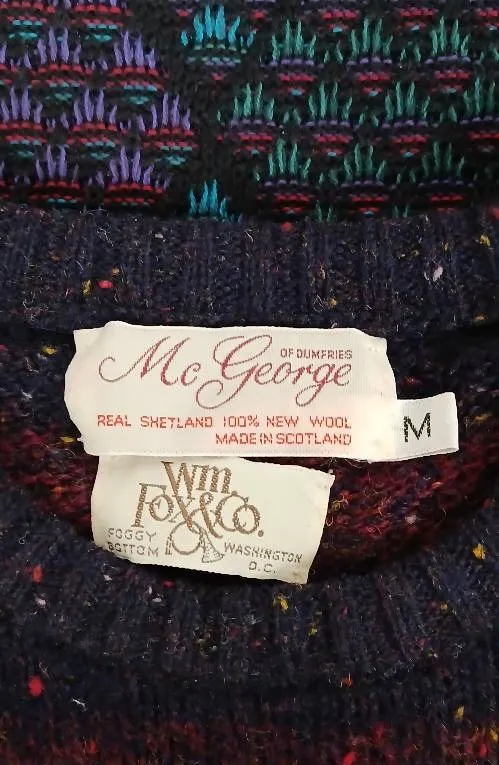 Mc George
OF DUMFRIES
REAL SHETLAND 100% NEW WOOL
MADE IN SCOTLAND
M
Wm
Fox & Co.
FOGGY
BOTTOM
WASHINGTON
D.C.